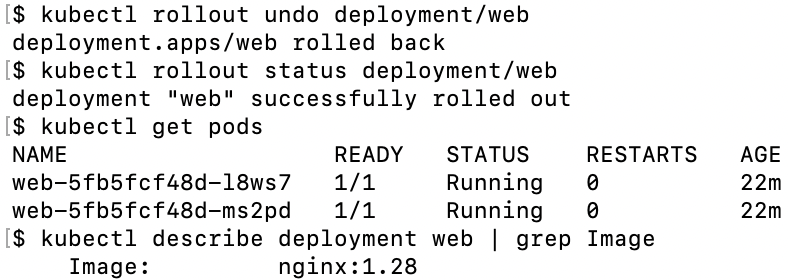 [$ kubectl rollout undo deployment/web
deployment.apps/web rolled back
[$ kubectl rollout status deployment/web
deployment "web" successfully rolled out
[$ kubectl get pods
NAME                   READY   STATUS    RESTARTS   AGE
web-5fb5fcf48d-l8ws7   1/1     Running   0          22m
web-5fb5fcf48d-ms2pd   1/1     Running   0          22m
[$ kubectl describe deployment web | grep Image
    Image:         nginx:1.28